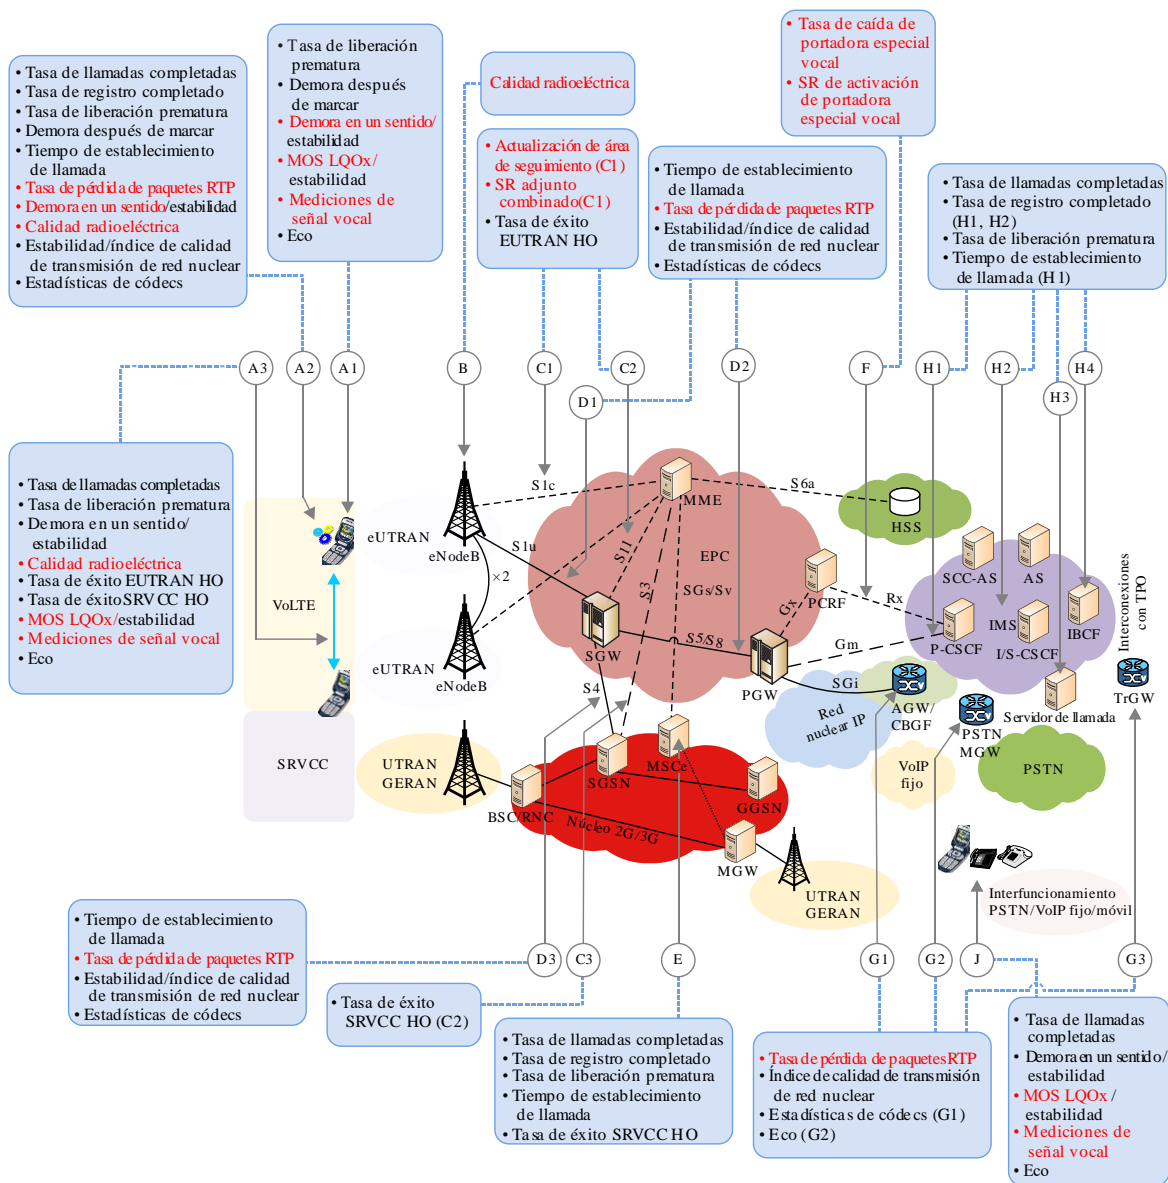 • Tasa de llamadas completadas
• Tasa de registro completado
• Tasa de liberación prematura
• Demora después de marcar
• Tiempo de establecimiento
de llamada
• Tasa de pérdida de paquetes RTP
• Demora en un sentido/estabilidad
• Calidad radioeléctrica
• Estabilidad/índice de calidad
de transmisión de red nuclear
• Estadísticas de códecs
• Tasa de liberación
prematura
• Demora después
de marcar
• Demora en un sentido/
estabilidad
• MOS LQOx/
estabilidad
• Mediciones de
señal vocal
• Eco
Calidad radioeléctrica
• Actualización de área
de seguimiento (C1)
• SR adjunto
combinado(C1)
• Tasa de éxito
EUTRAN HO
• Tiempo de establecimiento
de llamada
• Tasa de pérdida de paquetes RTP
• Estabilidad/índice de calidad
de transmisión de red nuclear
• Estadísticas de códecs
• Tasa de caída de
portadora especial
vocal
• SR de activación
de portadora
especial vocal
• Tasa de llamadas completadas
• Tasa de registro completado
(H1, H2)
• Tasa de liberación prematura
• Tiempo de establecimiento
de llamada (H1)
A3
A2
A1
B
C1
C2
D1
D2
F
H1
H2
H3
H4
• Tasa de llamadas completadas
• Tasa de liberación prematura
• Demora en un sentido/
estabilidad
• Calidad radioeléctrica
• Tasa de éxito EUTRAN HO
• Tasa de éxito SRVCC HO
• MOS LQOx/estabilidad
• Mediciones de señal vocal
• Eco
VoLTE
SRVCC
eUTRAN
eNodeB
×2
eUTRAN
eNodeB
UTRAN
GERAN
S1c
S1u
S11
S3
MME
EPC
SGs/Sv
S6a
HSS
SGW
S5/S8
S4
PGW
PCRF
Gx
Rx
Gm
SGi
SCC-AS
AS
IMS
P-CSCF
I/S-CSCF
IBCF
Interconexiones
con TPO
TrGW
Servidor de llamada
Red
nuclear IP
AGW/
CBGF
PSTN
MGW
VoIP
fijo
PSTN
BSC/RNC
SGSN
MSCe
GGSN
Núcleo 2G/3G
MGW
UTRAN
GERAN
Interfuncionamiento
PSTN/VoIP fijo/móvil
D3
C3
E
G1
G2
J
G3
• Tiempo de establecimiento
de llamada
• Tasa de pérdida de paquetes RTP
• Estabilidad/índice de calidad
de transmisión de red nuclear
• Estadísticas de códecs
• Tasa de éxito
SRVCC HO (C2)
• Tasa de llamadas completadas
• Tasa de registro completado
• Tasa de liberación prematura
• Tiempo de establecimiento
de llamada
• Tasa de éxito SRVCC HO
• Tasa de pérdida de paquetes RTP
• Índice de calidad de transmisión
de red nuclear
• Estadísticas de códecs (G1)
• Eco (G2)
• Tasa de llamadas
completadas
• Demora en un sentido/
estabilidad
• MOS LQOx /
estabilidad
• Mediciones de
señal vocal
• Eco